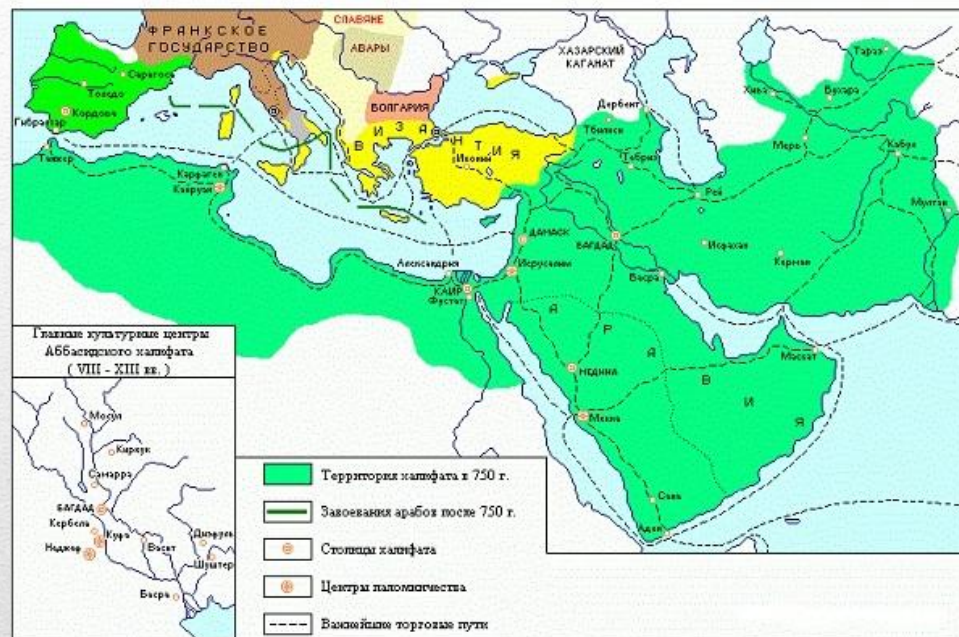 СЛАВЯНЕ
ФРАНКСКОЕ
ГОСУДАРСТВО
АВАРЫ
ХАЗАРСКИЙ
КАГАНАТ
БОЛГАРИЯ
ВИЗАНТИЯ
Сарагоса
Толедо
Кордова
Гибралтар
Танжер
Карфаген
Кайруан
Иконий
Дербент
Тбилиси
Тебриз
Тараз
Хива
Бухара
Мерв
Кабул
Мултан
Рей
Исфахан
Керман
ДАМАСК
БАГДАД
Иерусалим
Басра
Александрия
КАИР
Фустат
АРАВИЯ
МЕДИНА
Мекка
Маскат
Сана
Аден
Главные культурные центры
Аббасидского халифата
( VIII - XIII вв. )
Мосул
Киркук
Самарра
БАГДАД
Кербела
Куфа
Неджеф
Васит
Дизфуль
Шуштер
Басра
Территория халифата в 750 г.
Завоевания арабов после 750 г.
Столицы халифата
Центры паломничества
Важнейшие торговые пути